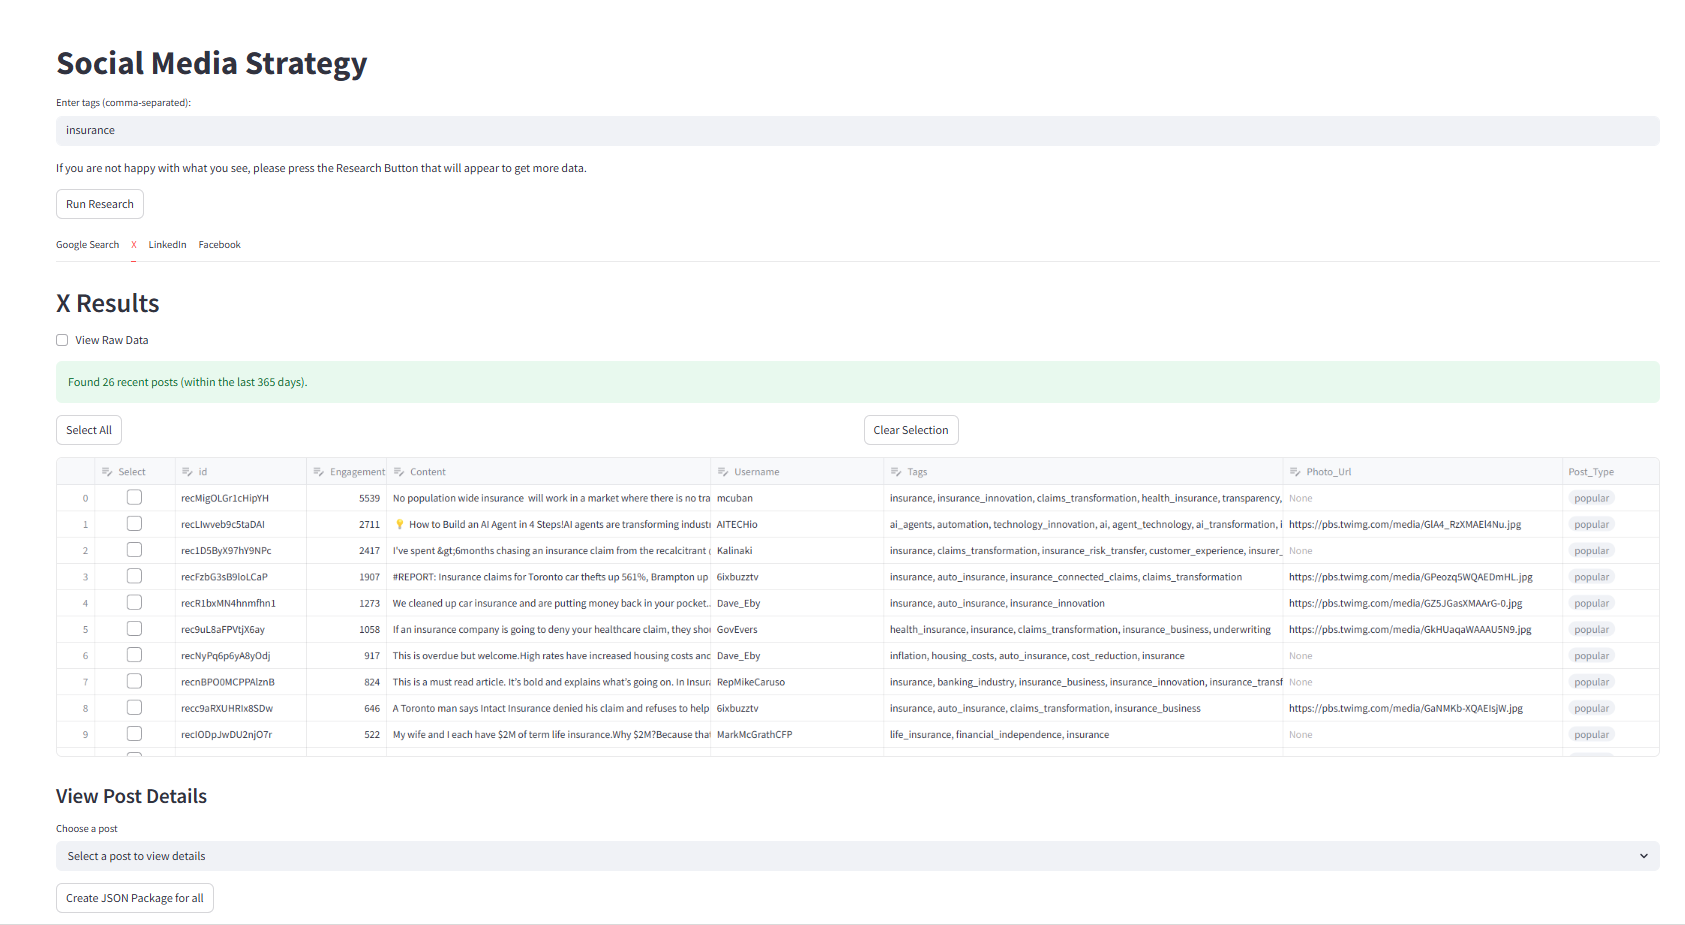 Social Media Strategy
Enter tags (comma-separated):
insurance
If you are not happy with what you see, please press the Research Button that will appear to get more data.
Run Research
Google Search X LinkedIn Facebook
X Results
View Raw Data
Found 26 recent posts (within the last 365 days).
Select All Clear Selection
Select id Engagement Content Username Tags Photo_Url Post_Type
0 recMigOLGr1cHipYH 5539 No population wide insurance will work in a market where there is no tra mcuban insurance, insurance_innovation, claims_transformation, health_insurance, transparency, None popular
1 recLIwveb9c5taDAI 2711 💡 How to Build an AI Agent in 4 Steps!AI agents are transforming industr AITECHio ai_agents, automation, technology_innovation, ai, agent_technology, ai_transformation, i https://pbs.twimg.com/media/GlA4_RzXMAEl4Nu.jpg popular
2 rec1D5ByX97hY9NPc 2417 I've spent &gt;6months chasing an insurance claim from the recalcitrant Kalinaki insurance, claims_transformation, insurance_risk_transfer, customer_experience, insurer_ None popular
3 recFzbG3sB9loLCaP 1907 #REPORT: Insurance claims for Toronto car thefts up 561%, Brampton up 6ixbuzztv insurance, auto_insurance, insurance_connected_claims, claims_transformation https://pbs.twimg.com/media/GPeozq5WQAEDmHL.jpg popular
4 recR1bxMN4hnmfhn1 1273 We cleaned up car insurance and are putting money back in your pocket.. Dave_Eby insurance, auto_insurance, insurance_innovation https://pbs.twimg.com/media/GZ5JGasXMAArG-0.jpg popular
5 rec9uL8aFPVtjX6ay 1058 If an insurance company is going to deny your healthcare claim, they shou GovEvers health_insurance, insurance, claims_transformation, insurance_business, underwriting https://pbs.twimg.com/media/GkHUaqaWAAAU5N9.jpg popular
6 recNyPq6p6yA8yOdj 917 This is overdue but welcome.High rates have increased housing costs and Dave_Eby inflation, housing_costs, auto_insurance, cost_reduction, insurance None popular
7 recnBPO0MCPPAlznB 824 This is a must read article. It's bold and explains what's going on. In Insur RepMikeCaruso insurance, banking_industry, insurance_business, insurance_innovation, insurance_transf None popular
8 recc9aRXUHRIx8SDw 646 A Toronto man says Intact Insurance denied his claim and refuses to help 6ixbuzztv insurance, auto_insurance, claims_transformation, insurance_business https://pbs.twimg.com/media/GaNMKb-XQAEIsjW.jpg popular
9 recIODpJwDU2njO7r 522 My wife and I each have $2M of term life insurance.Why $2M?Because that MarkMcGrathCFP life_insurance, financial_independence, insurance None popular
View Post Details
Choose a post
Select a post to view details
Create JSON Package for all